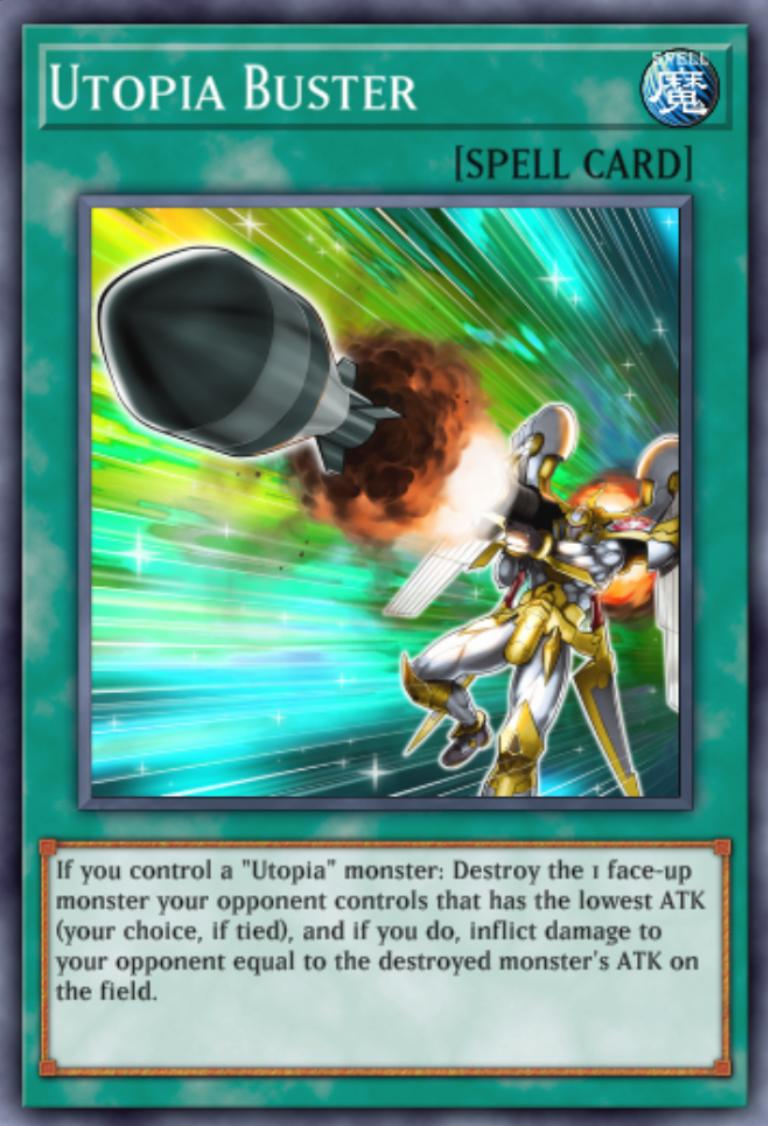 Utopia Buster
SPELL
魔
[SPELL CARD]
If you control a "Utopia" monster: Destroy the 1 face-up
monster your opponent controls that has the lowest ATK
(your choice, if tied), and if you do, inflict damage to
your opponent equal to the destroyed monster's ATK on
the field.